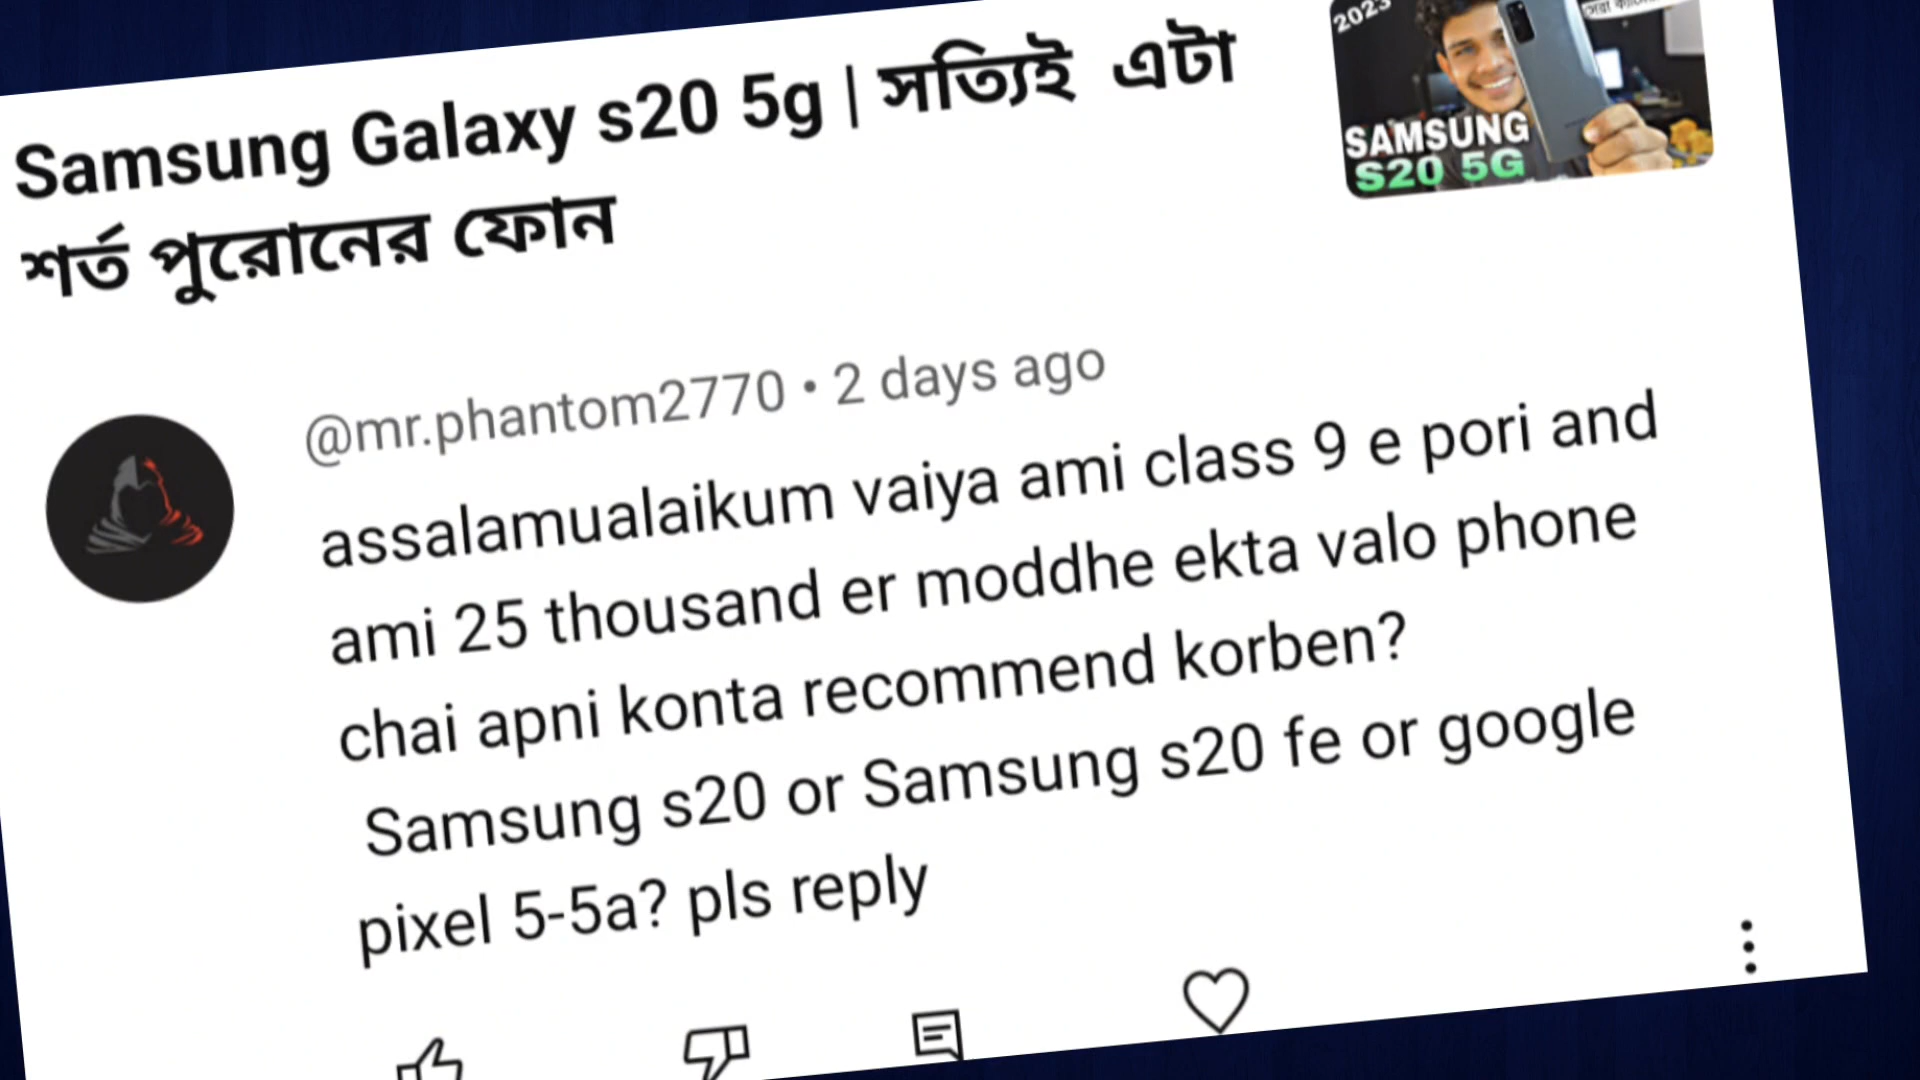 Samsung Galaxy s20 5g | সত্যিই এটা
শর্ত পুরোনের ফোন
2023
SAMSUNG
S20 5G
@mr.phantom2770 • 2 days ago
assalamualaikum vaiya ami class 9 e pori and
ami 25 thousand er moddhe ekta valo phone
chai apni konta recommend korben?
Samsung s20 or Samsung s20 fe or google
pixel 5-5a? pls reply